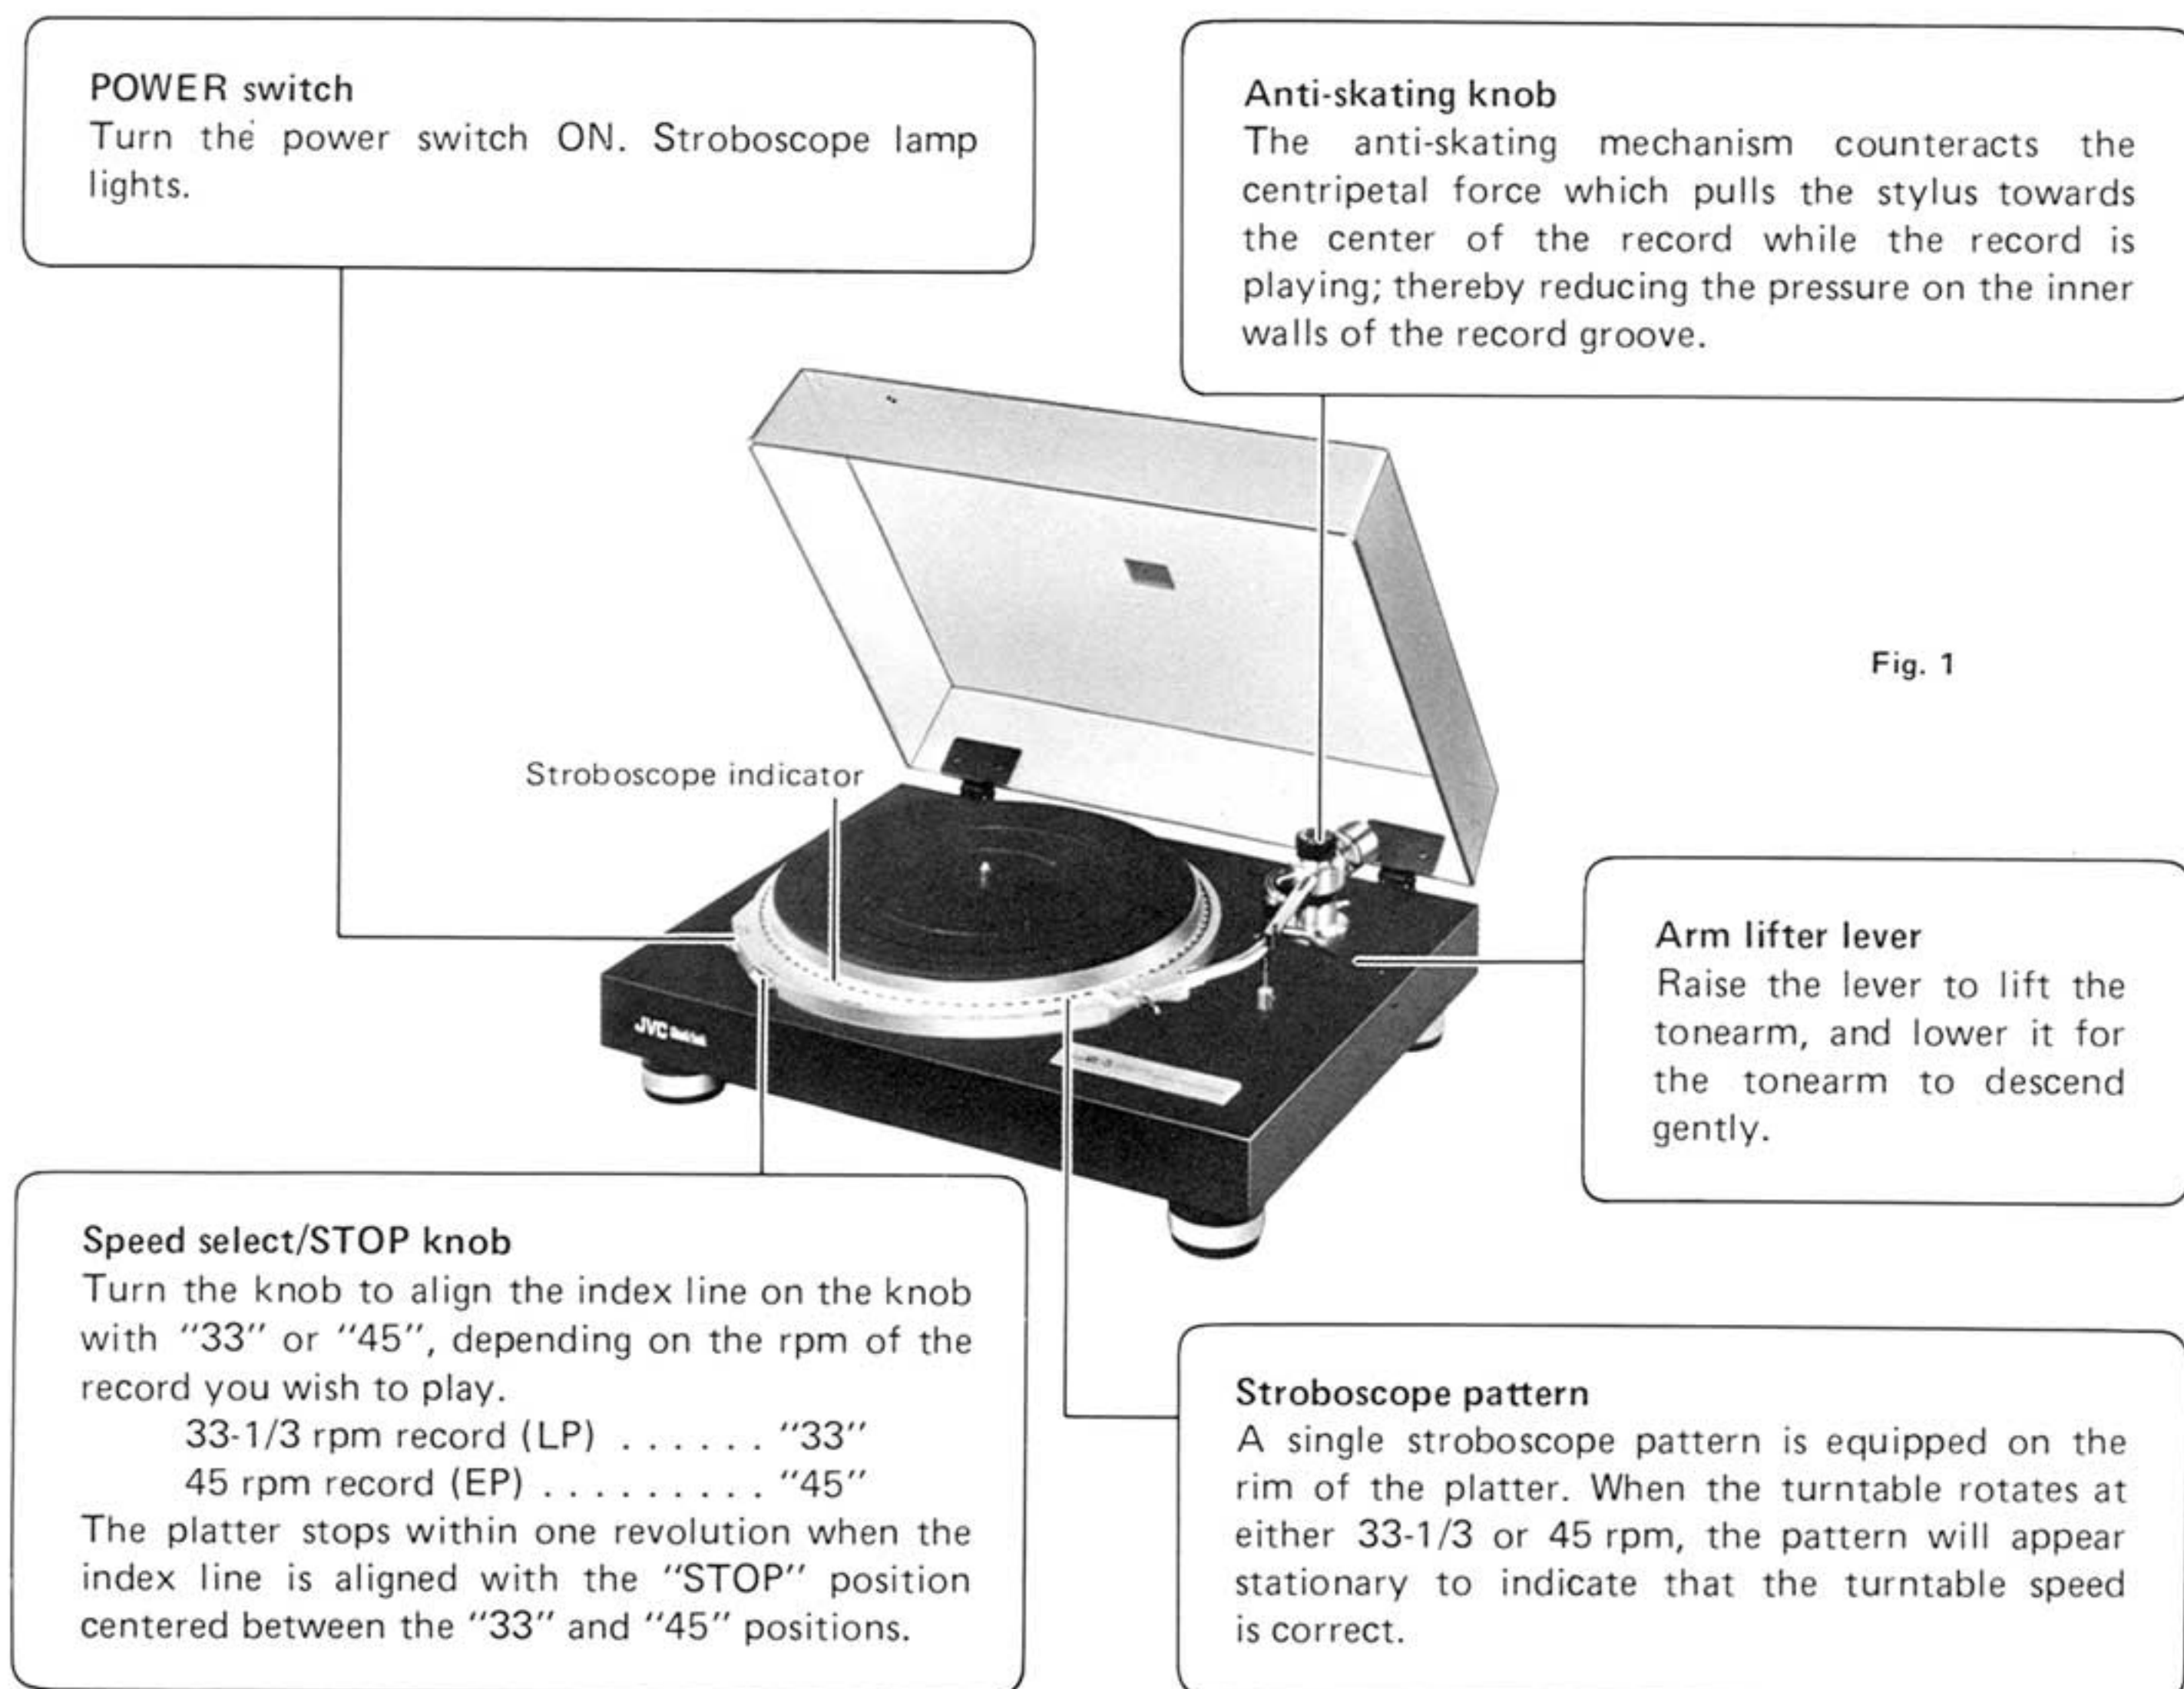 POWER switch
Turn the power switch ON. Stroboscope lamp
lights.
Anti-skating knob
The anti-skating mechanism counteracts the
centripetal force which pulls the stylus towards
the center of the record while the record is
playing; thereby reducing the pressure on the inner
walls of the record groove.
Fig. 1
Stroboscope indicator
JVC
Arm lifter lever
Raise the lever to lift the
tonearm, and lower it for
the tonearm to descend
gently.
Speed select/STOP knob
Turn the knob to align the index line on the knob
with "33" or "45", depending on the rpm of the
record you wish to play.
33-1/3 rpm record (LP) . . . . . . "33"
45 rpm record (EP) . . . . . . . . . "45"
The platter stops within one revolution when the
index line is aligned with the "STOP" position
centered between the "33" and "45" positions.
Stroboscope pattern
A single stroboscope pattern is equipped on the
rim of the platter. When the turntable rotates at
either 33-1/3 or 45 rpm, the pattern will appear
stationary to indicate that the turntable speed
is correct.